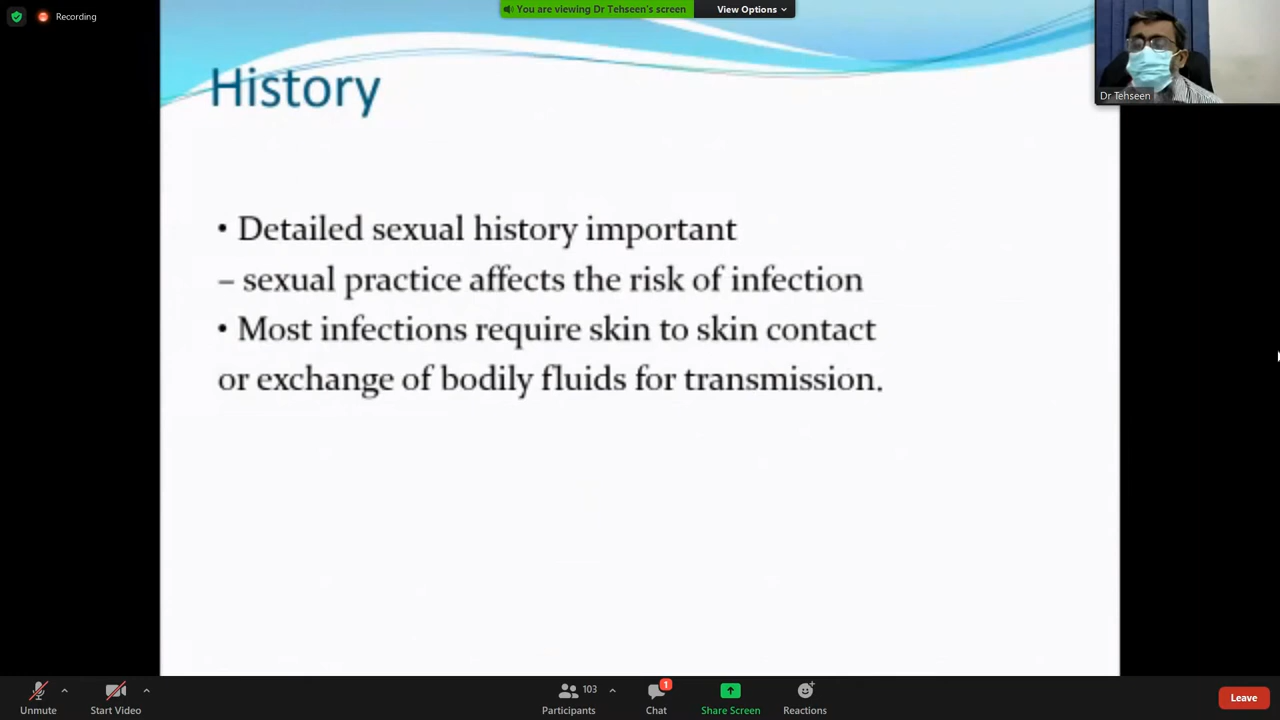 Recording
You are viewing Dr Tehseen's screen
View Options
Dr Tehseen
History
• Detailed sexual history important
– sexual practice affects the risk of infection
• Most infections require skin to skin contact
or exchange of bodily fluids for transmission.
Unmute
Start Video
103
Participants
1
Chat
Share Screen
Reactions
Leave